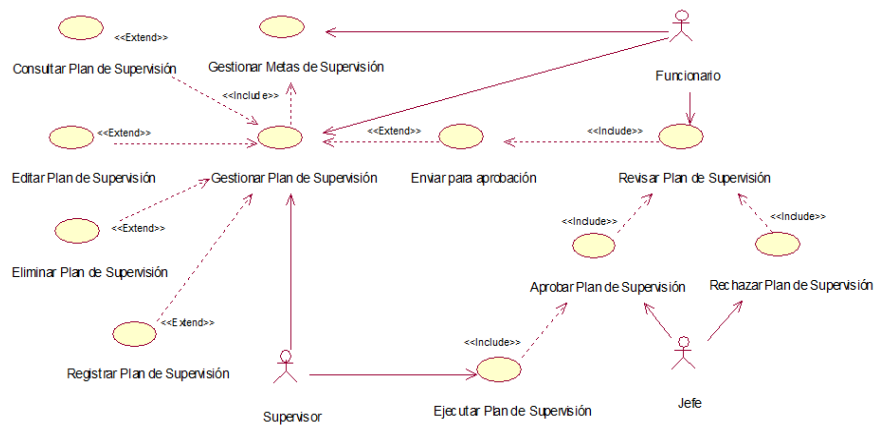 <<Extend>>
Consultar Plan de Supervisión
Gestionar Metas de Supervisión
Funcionario
<<Include>>
<<Extend>>
<<Extend>>
<<Include>>
Editar Plan de Supervisión
Gestionar Plan de Supervisión
Enviar para aprobación
Revisar Plan de Supervisión
<<Extend>>
<<Include>>
<<Include>>
Eliminar Plan de Supervisión
Aprobar Plan de Supervisión
Rechazar Plan de Supervisión
<<Extend>>
<<Include>>
Registrar Plan de Supervisión
Supervisor
Ejecutar Plan de Supervisión
Jefe